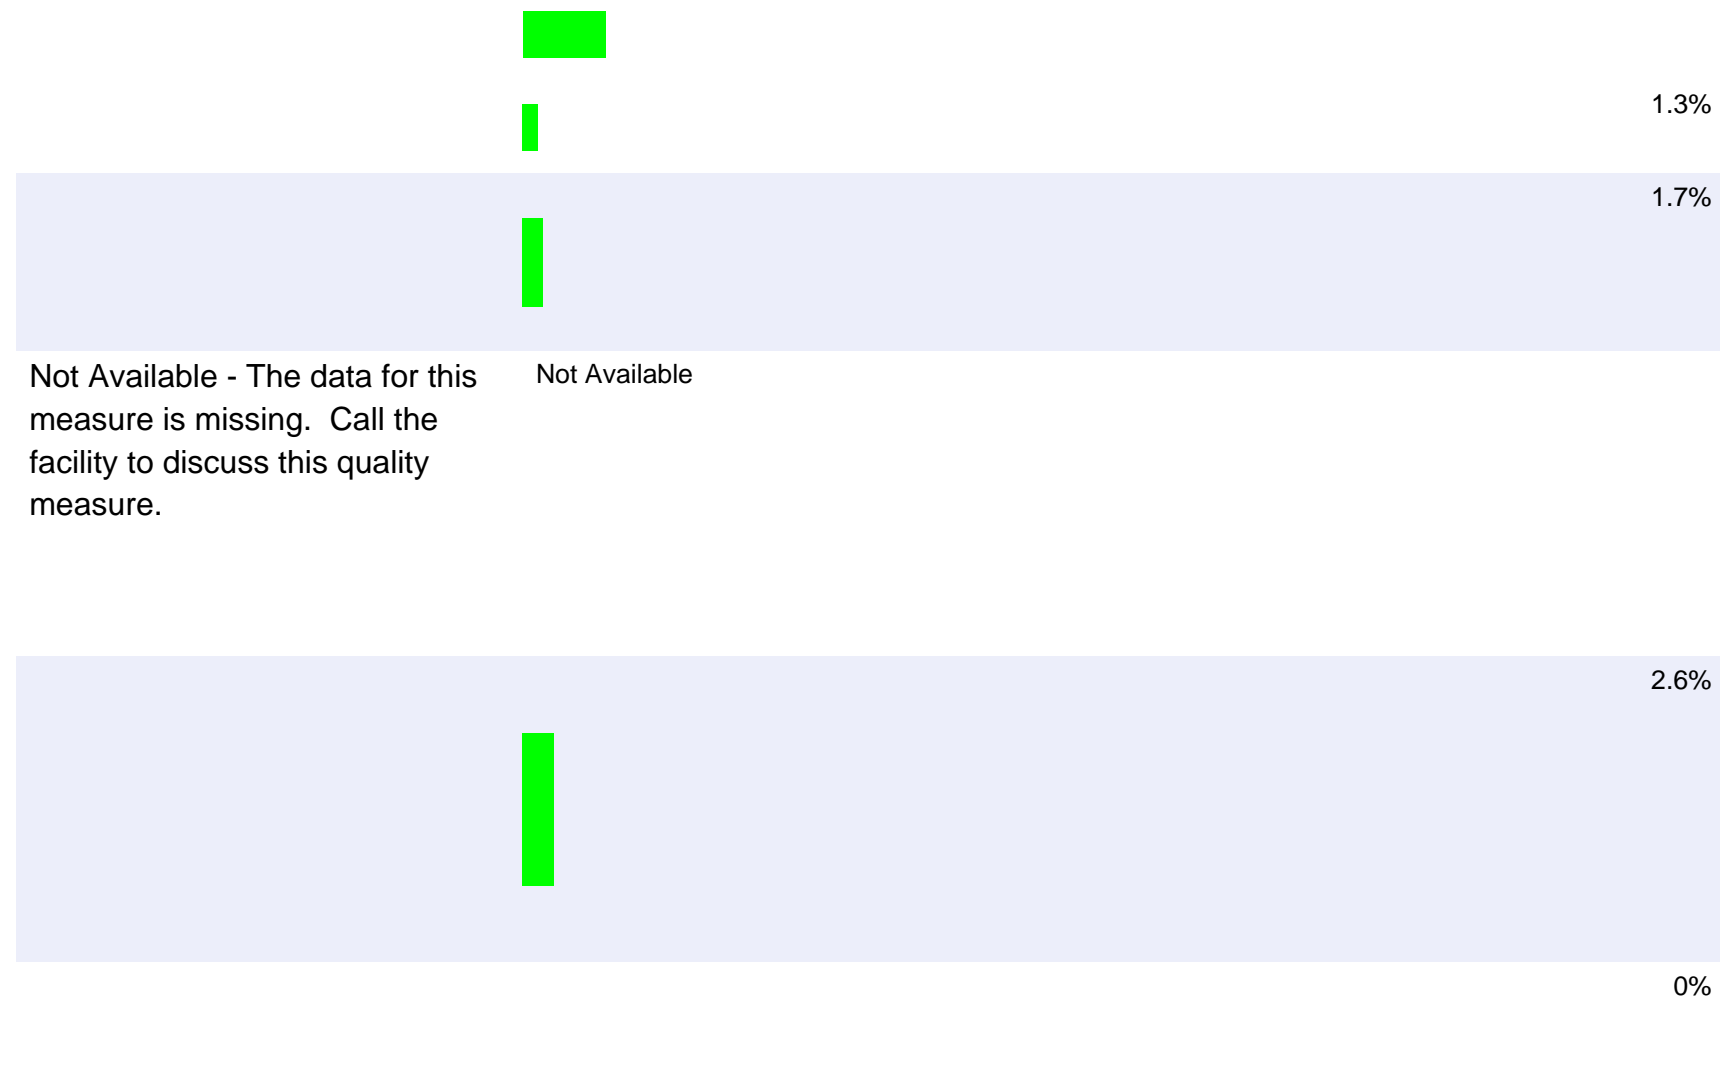 1.3%
1.7%
Not Available - The data for this
measure is missing.  Call the
facility to discuss this quality
measure.
Not Available
2.6%
0%